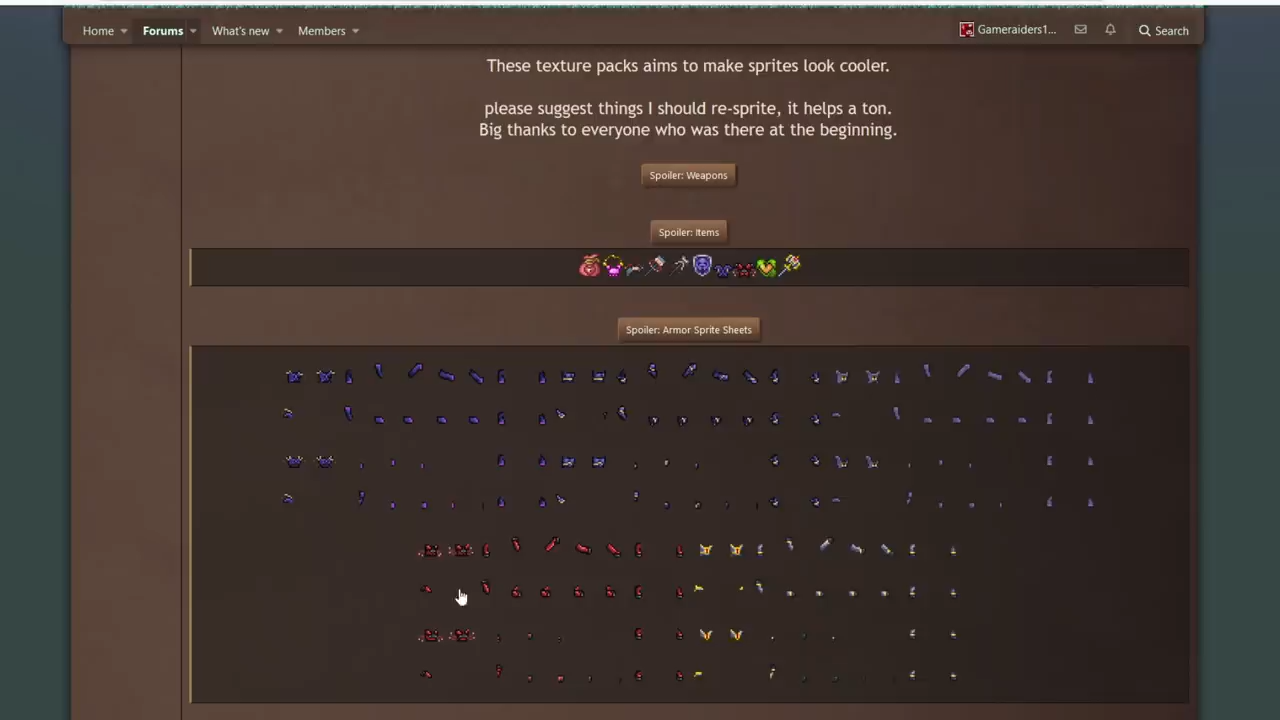 Home Forums What's new Members Gameraiders1... Search
These texture packs aims to make sprites look cooler.
please suggest things I should re-sprite, it helps a ton.
Big thanks to everyone who was there at the beginning.
Spoiler: Weapons
Spoiler: Items
Spoiler: Armor Sprite Sheets